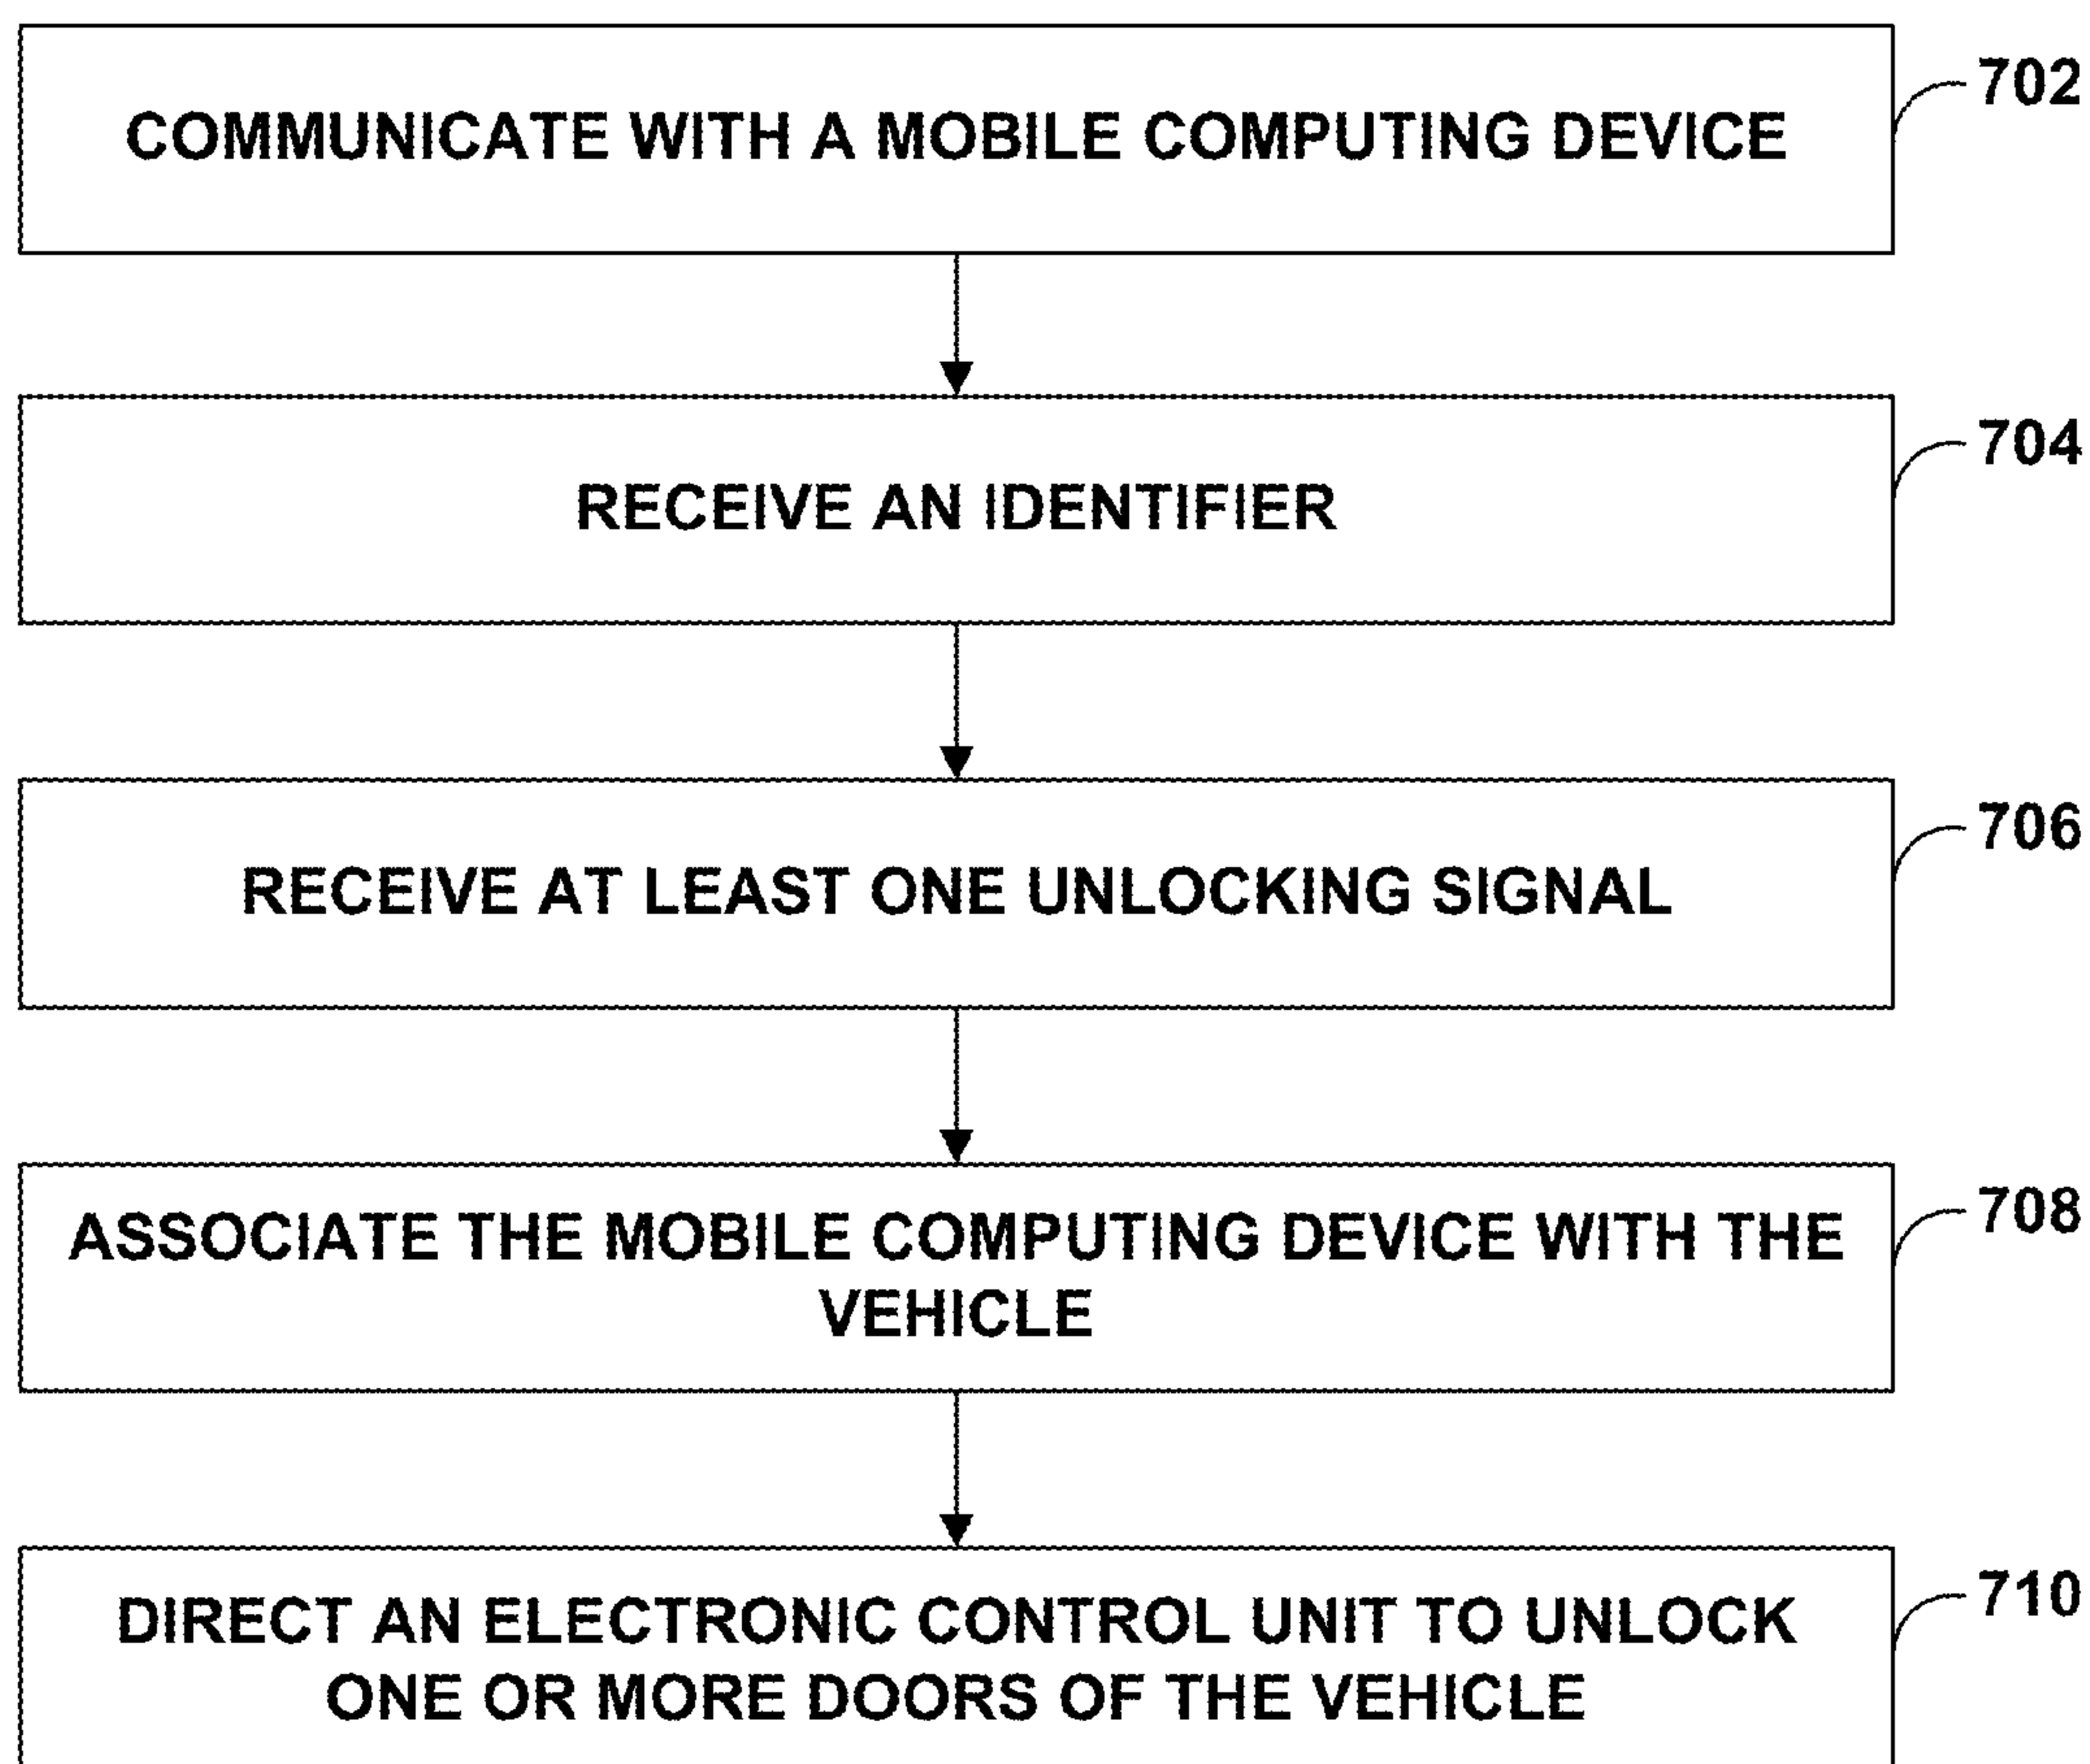 COMMUNICATE WITH A MOBILE COMPUTING DEVICE
702
RECEIVE AN IDENTIFIER
704
RECEIVE AT LEAST ONE UNLOCKING SIGNAL
706
ASSOCIATE THE MOBILE COMPUTING DEVICE WITH THE
VEHICLE
708
DIRECT AN ELECTRONIC CONTROL UNIT TO UNLOCK
ONE OR MORE DOORS OF THE VEHICLE
710